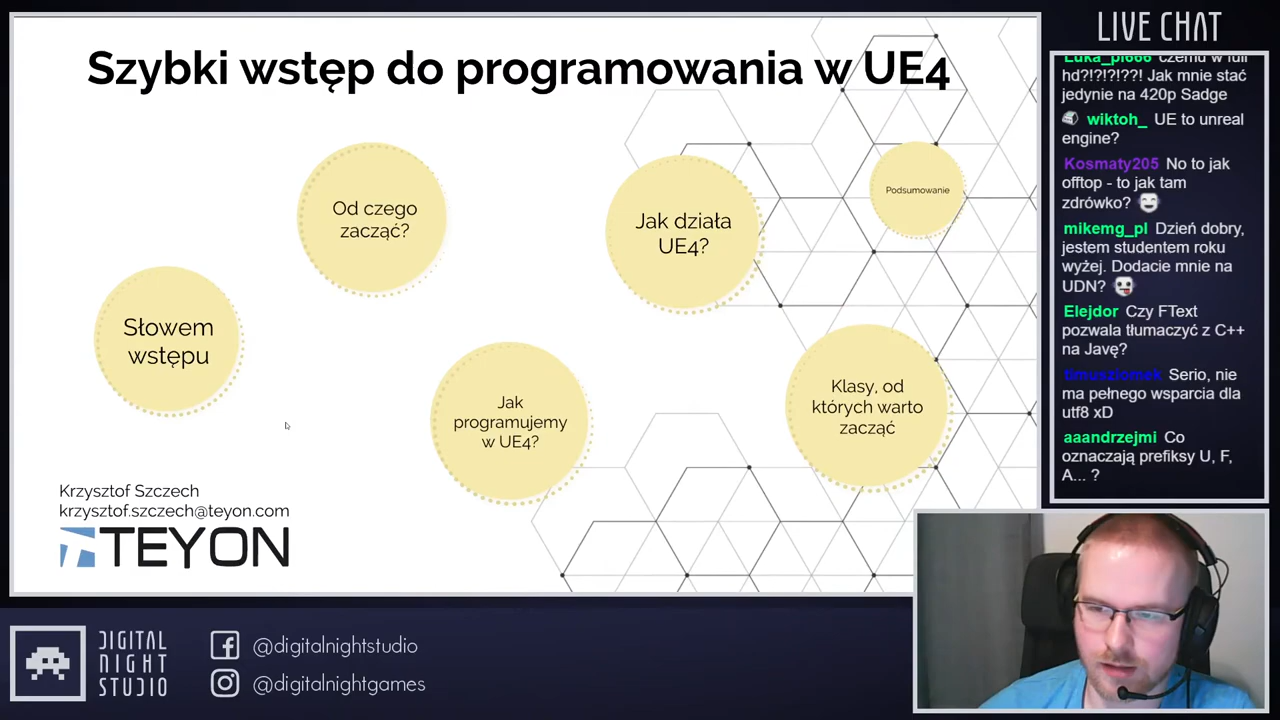 Szybki wstęp do programowania w UE4
Od czego
zacząć?
Jak działa
UE4?
Podsumowanie
Słowem
wstępu
Jak
programujemy
w UE4?
Klasy, od
których warto
zacząć
Krzysztof Szczech
krzysztof.szczech@teyon.com
TEYON
LIVE CHAT
Luka_pl666 czemu w full
hd?!?!?!??! Jak mnie stać
jedynie na 420p Sadge
wiktoh_ UE to unreal
engine?
Kosmaty205 No to jak
offtop - to jak tam
zdrówko?
mikemg_pl Dzień dobry,
jestem studentem roku
wyżej. Dodacie mnie na
UDN?
Elejdor Czy FText
pozwala tłumaczyć z C++
na Javę?
timuszlomek Serio, nie
ma pełnego wsparcia dla
utf8 xD
aaandrzejmi Co
oznaczają prefiksy U, F,
A... ?
DIGITAL
NIGHT
STUDIO
@digitalnightstudio
@digitalnightgames